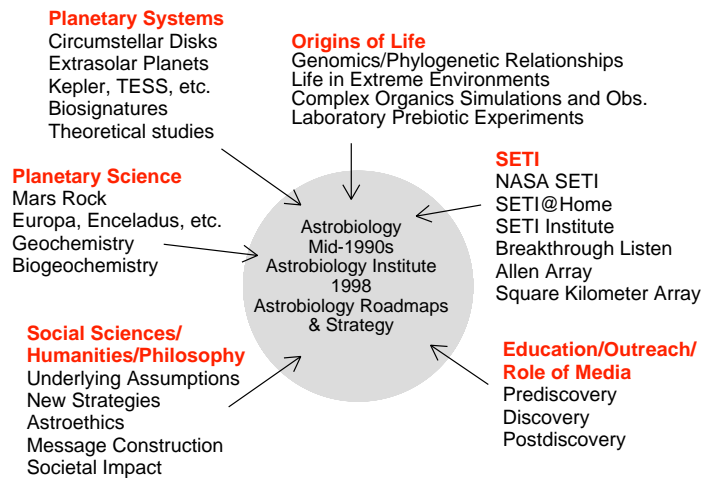 Planetary Systems
Circumstellar Disks
Extrasolar Planets
Kepler, TESS, etc.
Biosignatures
Theoretical studies
Origins of Life
Genomics/Phylogenetic Relationships
Life in Extreme Environments
Complex Organics Simulations and Obs.
Laboratory Prebiotic Experiments
Planetary Science
Mars Rock
Europa, Enceladus, etc.
Geochemistry
Biogeochemistry
Astrobiology
Mid-1990s
Astrobiology Institute
1998
Astrobiology Roadmaps
& Strategy
SETI
NASA SETI
SETI@Home
SETI Institute
Breakthrough Listen
Allen Array
Square Kilometer Array
Social Sciences/
Humanities/Philosophy
Underlying Assumptions
New Strategies
Astroethics
Message Construction
Societal Impact
Education/Outreach/
Role of Media
Prediscovery
Discovery
Postdiscovery